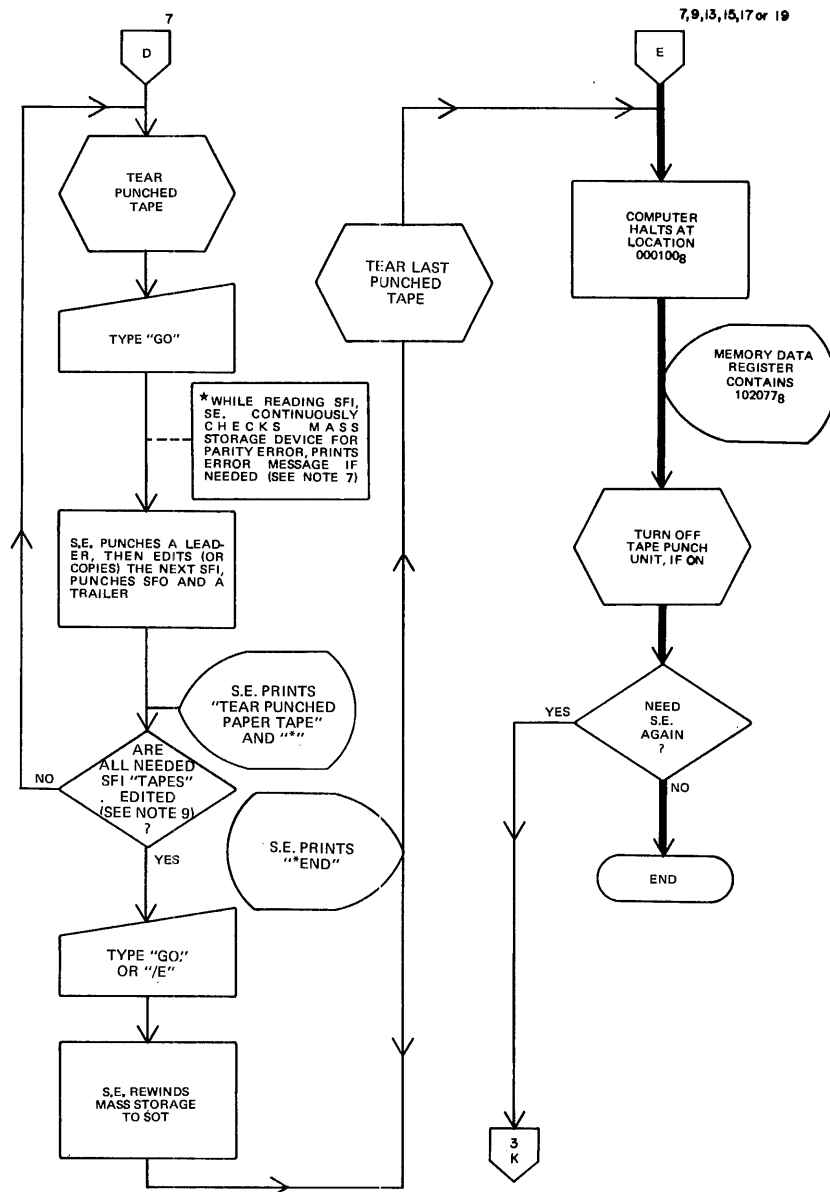 7
D
TEAR
PUNCHED
TAPE
TYPE "GO"
*WHILE READING SFI,
SE. CONTINUOUSLY
CHECKS MASS
STORAGE DEVICE FOR
PARITY ERROR, PRINTS
ERROR MESSAGE IF
NEEDED (SEE NOTE 7)
S.E. PUNCHES A LEAD-
ER, THEN EDITS (OR
COPIES) THE NEXT SFI,
PUNCHES SFO AND A
TRAILER
S.E. PRINTS
"TEAR PUNCHED
PAPER TAPE"
AND "*"
ARE
ALL NEEDED
SFI "TAPES"
EDITED
(SEE NOTE 9)
?
NO
YES
TYPE "GO."
OR "/E"
S.E. REWINDS
MASS STORAGE
TO SOT
S.E. PRINTS
"*END"
TEAR LAST
PUNCHED
TAPE
7,9,13,15,17 or 19
E
COMPUTER
HALTS AT
LOCATION
000100₈
MEMORY DATA
REGISTER
CONTAINS
102077₈
TURN OFF
TAPE PUNCH
UNIT, IF ON
NEED
S.E.
AGAIN
?
YES
NO
END
3
K